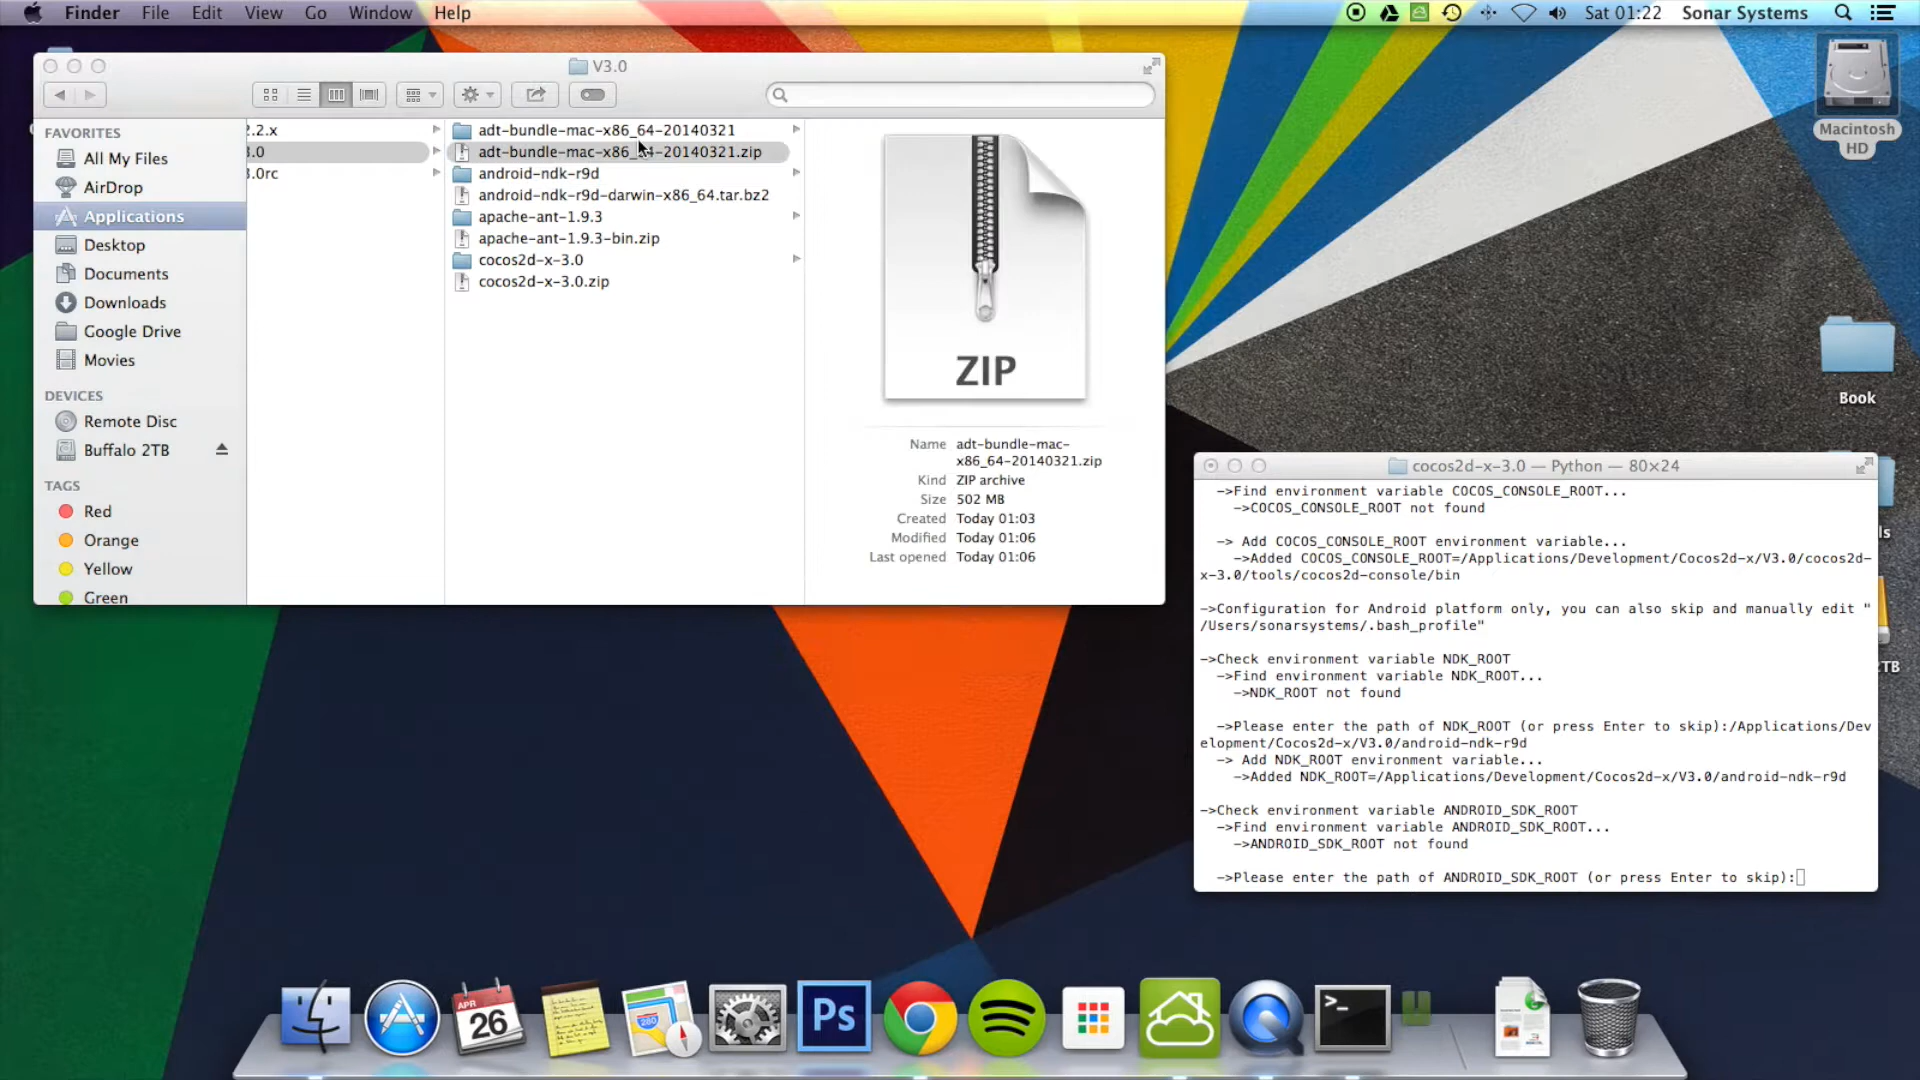 Finder File Edit View Go Window Help
Sat 01:22 Sonar Systems
V3.0
FAVORITES
All My Files
AirDrop
Applications
Desktop
Documents
Downloads
Google Drive
Movies
DEVICES
Remote Disc
Buffalo 2TB
TAGS
Red
Orange
Yellow
Green
2.x
.0rc
adt-bundle-mac-x86_64-20140321
adt-bundle-mac-x86_64-20140321.zip
android-ndk-r9d
android-ndk-r9d-darwin-x86_64.tar.bz2
apache-ant-1.9.3
apache-ant-1.9.3-bin.zip
cocos2d-x-3.0
cocos2d-x-3.0.zip
ZIP
Name adt-bundle-mac-
x86_64-20140321.zip
Kind ZIP archive
Size 502 MB
Created Today 01:03
Modified Today 01:06
Last opened Today 01:06
Macintosh
HD
Book
ls
TB
cocos2d-x-3.0 — Python — 80×24
->Find environment variable COCOS_CONSOLE_ROOT...
->COCOS_CONSOLE_ROOT not found
-> Add COCOS_CONSOLE_ROOT environment variable...
->Added COCOS_CONSOLE_ROOT=/Applications/Development/Cocos2d-x/V3.0/cocos2d-
x-3.0/tools/cocos2d-console/bin
->Configuration for Android platform only, you can also skip and manually edit "
/Users/sonarsystems/.bash_profile"
->Check environment variable NDK_ROOT
->Find environment variable NDK_ROOT...
->NDK_ROOT not found
->Please enter the path of NDK_ROOT (or press Enter to skip):/Applications/Dev
elopment/Cocos2d-x/V3.0/android-ndk-r9d
-> Add NDK_ROOT environment variable...
->Added NDK_ROOT=/Applications/Development/Cocos2d-x/V3.0/android-ndk-r9d
->Check environment variable ANDROID_SDK_ROOT
->Find environment variable ANDROID_SDK_ROOT...
->ANDROID_SDK_ROOT not found
->Please enter the path of ANDROID_SDK_ROOT (or press Enter to skip):
APR
26
280
Ps
>_